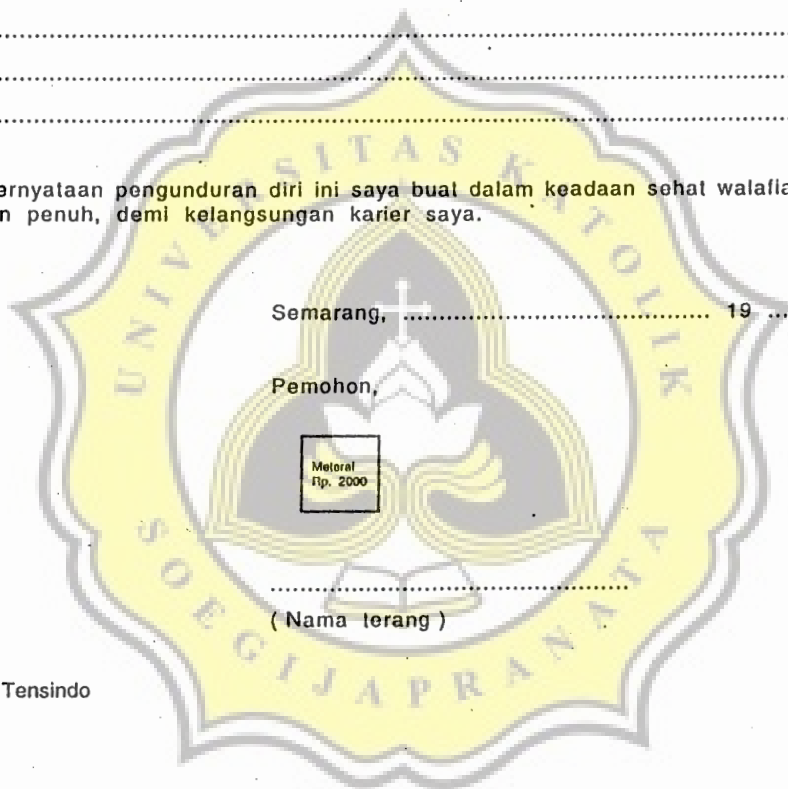 ........................................................................
........................................................................
........................................................................
ernyataan pengunduran diri ini saya buat dalam keadaan sehat walafia
n penuh, demi kelangsungan karier saya.
Semarang, .......................................... 19 ....
Pemohon,
Meterai
Rp. 2000
..................................................
( Nama terang )
Tensindo
UNIVERSITAS KATOLIK
SOEGIJAPRANATA